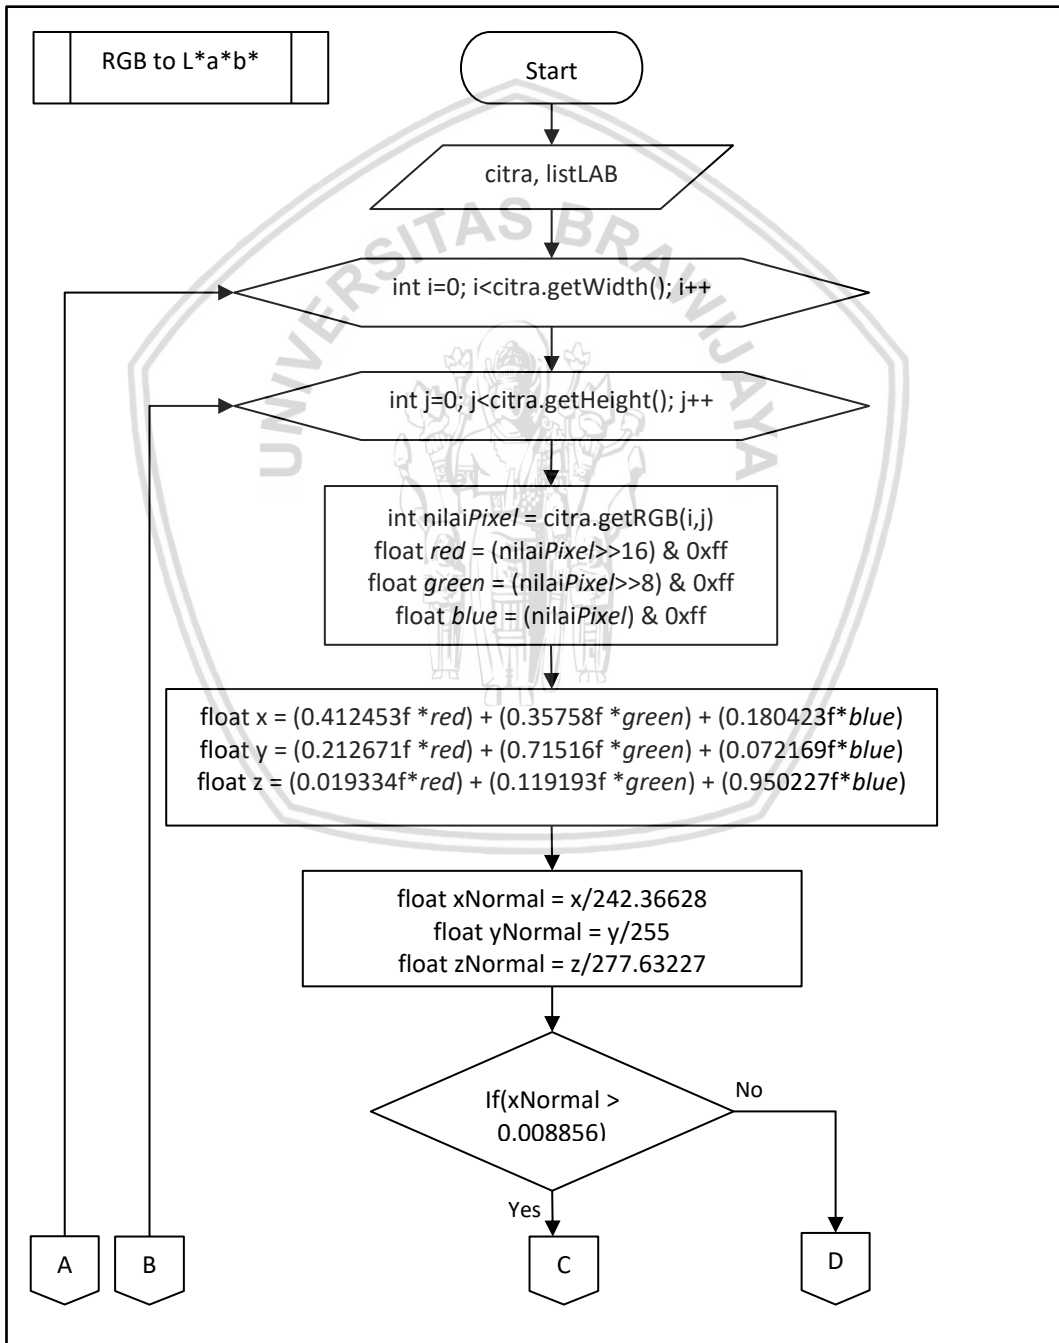 RGB to L*a*b*
Start
citra, listLAB
UNIVERSITAS BRAWIJAYA
int i=0; i<citra.getWidth(); i++
int j=0; j<citra.getHeight(); j++
int nilaiPixel = citra.getRGB(i,j)
float red = (nilaiPixel>>16) & 0xff
float green = (nilaiPixel>>8) & 0xff
float blue = (nilaiPixel) & 0xff
float x = (0.412453f *red) + (0.35758f *green) + (0.180423f*blue)
float y = (0.212671f *red) + (0.71516f *green) + (0.072169f*blue)
float z = (0.019334f*red) + (0.119193f *green) + (0.950227f*blue)
float xNormal = x/242.36628
float yNormal = y/255
float zNormal = z/277.63227
If(xNormal >
0.008856)
No
Yes
A
B
C
D